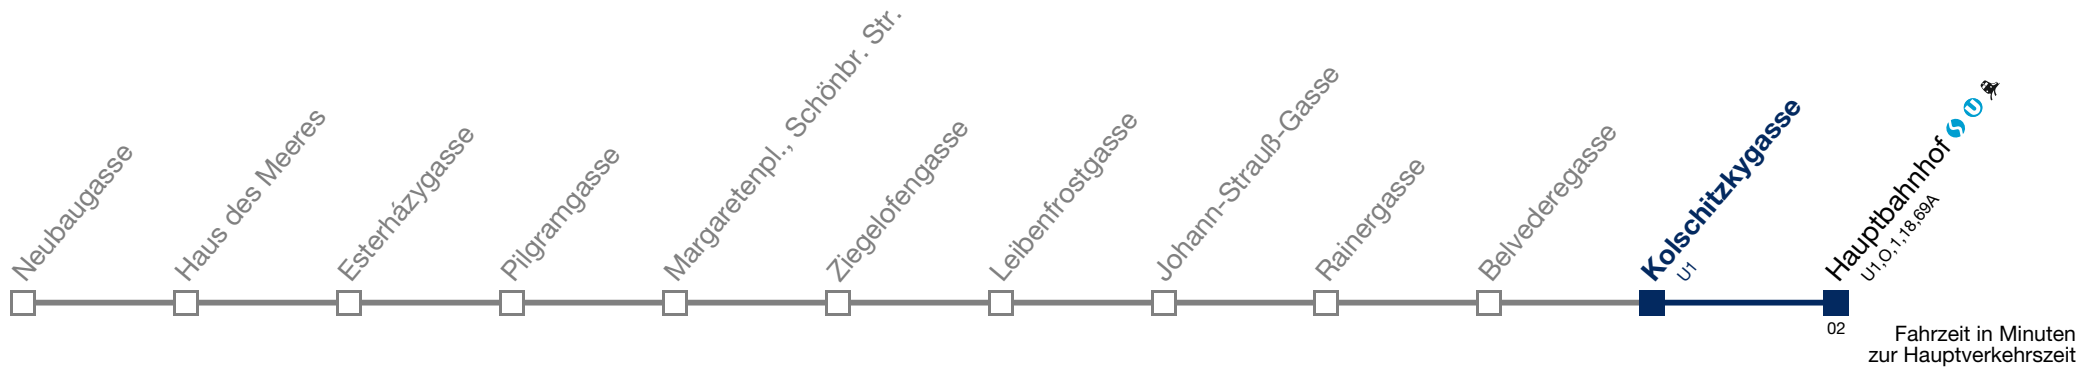 Neubaugasse
Haus des Meeres
Esterházygasse
Pilgramgasse
Margaretenpl., Schönbr. Str.
Ziegelofengasse
Leibenfrostgasse
Johann-Strauß-Gasse
Rainergasse
Belvederegasse
Kolschitzkygasse
U1
Hauptbahnhof
U1,O,1,18,69A
02
Fahrzeit in Minuten
zur Hauptverkehrszeit